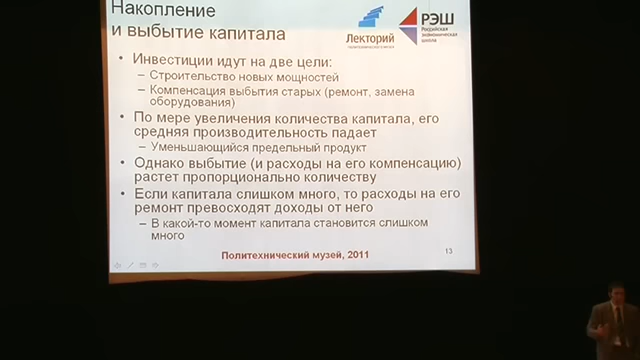 Накопление
и выбытие капитала
Лекторий
политехнического музея
РЭШ
Российская
экономическая
школа
• Инвестиции идут на две цели:
– Строительство новых мощностей
– Компенсация выбытия старых (ремонт, замена
оборудования)
• По мере увеличения количества капитала, его
средняя производительность падает
– Уменьшающийся предельный продукт
• Однако выбытие (и расходы на его компенсацию)
растет пропорционально количеству
• Если капитала слишком много, то расходы на его
ремонт превосходят доходы от него
– В какой-то момент капитала становится слишком
много
Политехнический музей, 2011
13